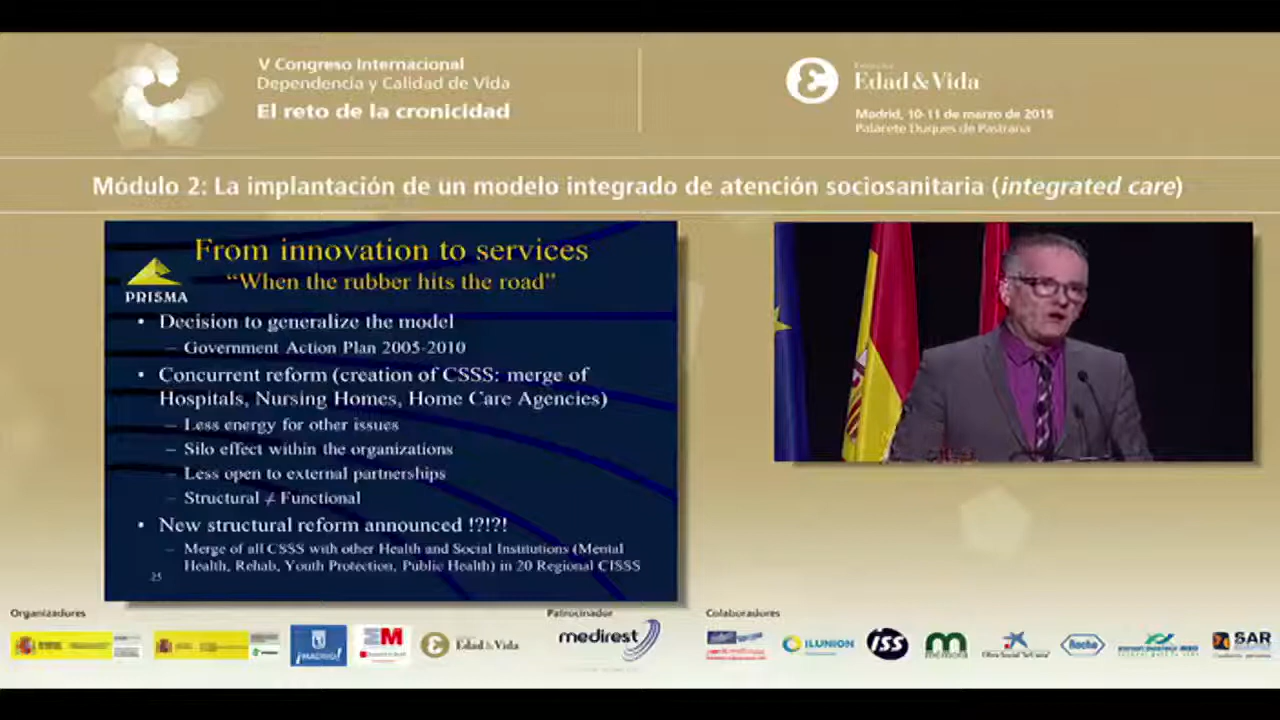 V Congreso Internacional
Dependencia y Calidad de Vida
El reto de la cronicidad
Edad & Vida
Madrid, 10-11 de marzo de 2015
Palacete Duques de Pastrana
Módulo 2: La implantación de un modelo integrado de atención sociosanitaria (integrated care)
From innovation to services
“When the rubber hits the road”
PRISMA
• Decision to generalize the model
– Government Action Plan 2005-2010
• Concurrent reform (creation of CSSS: merge of
Hospitals, Nursing Homes, Home Care Agencies)
– Less energy for other issues
– Silo effect within the organizations
– Less open to external partnerships
– Structural ≠ Functional
• New structural reform announced !?!?!
– Merge of all CSSS with other Health and Social Institutions (Mental
Health, Rehab, Youth Protection, Public Health) in 20 Regional CISSS
25
Organizadores
Patrocinador
Colaboradores
¡MADRID!
M
Edad & Vida
medirest
ILUNION
iss
Roche
SAR